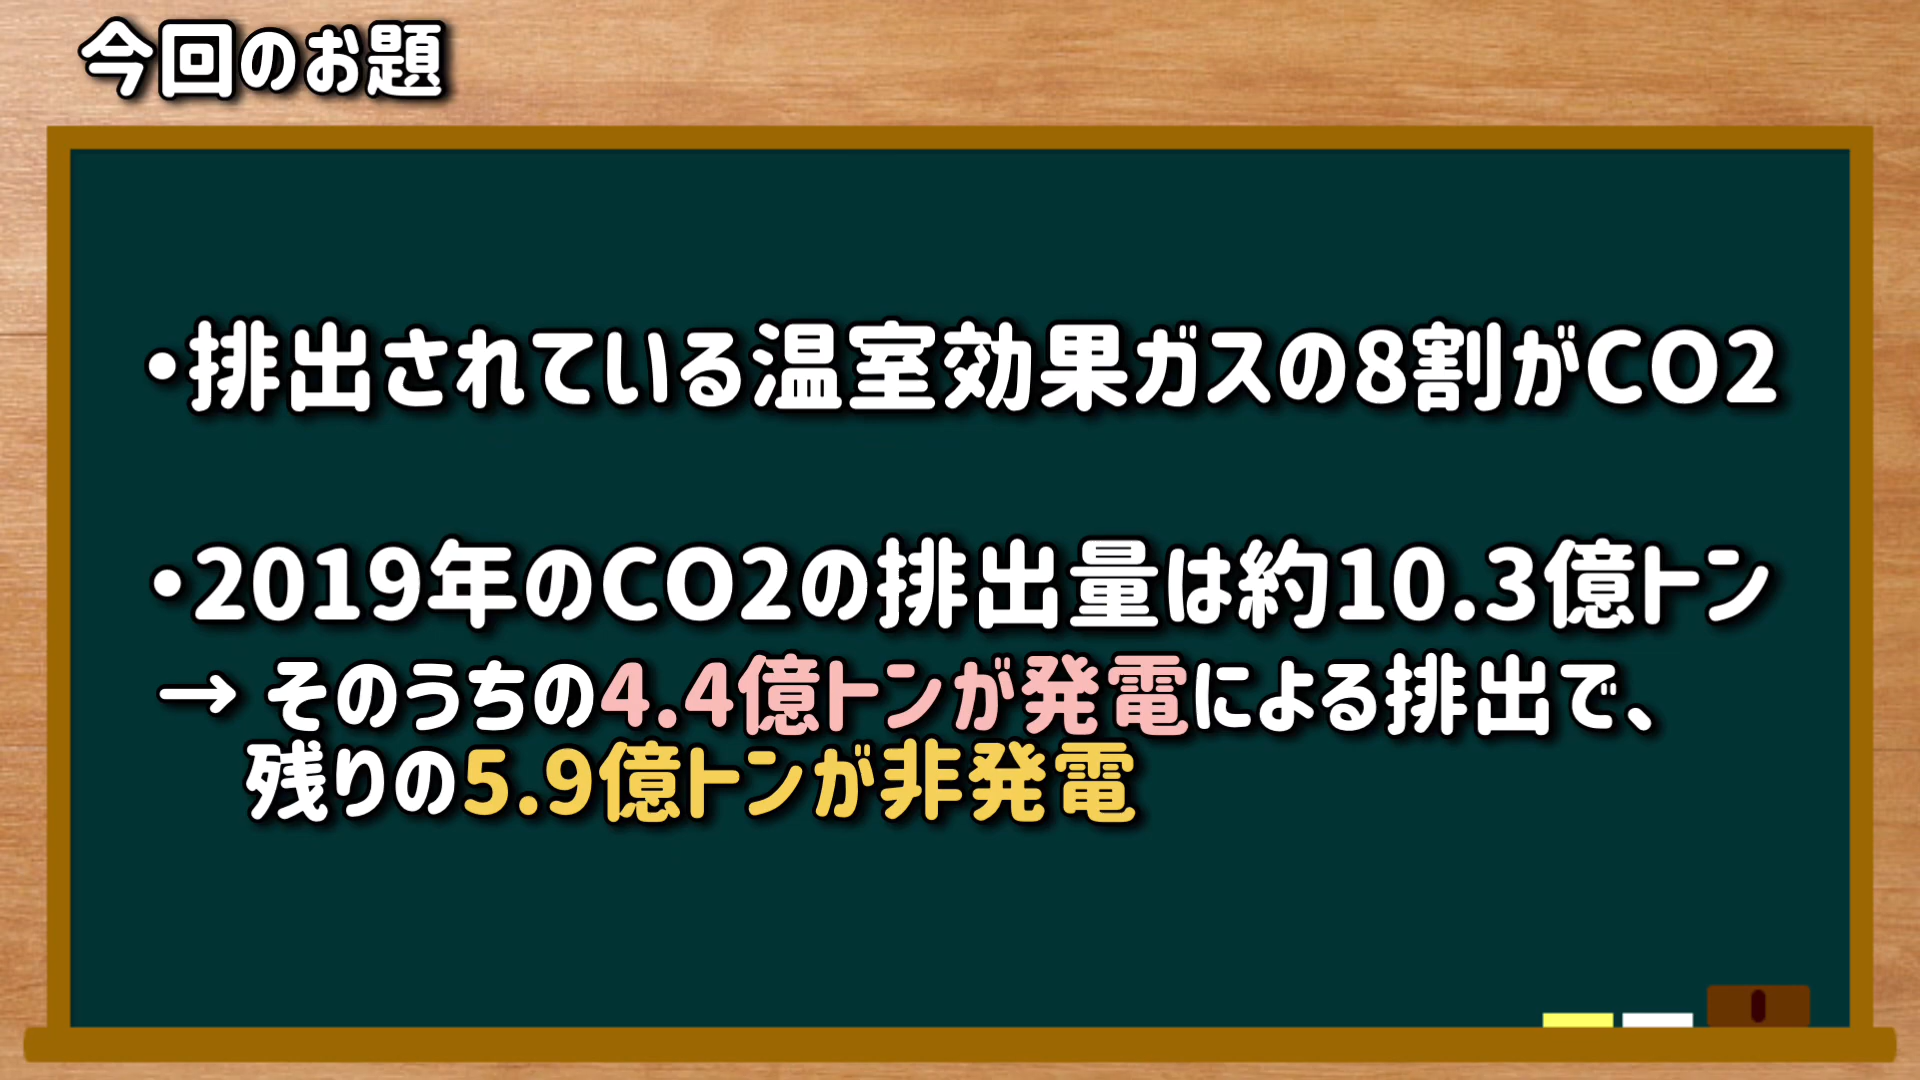 今回のお題
・排出されている温室効果ガスの8割がCO2
・2019年のCO2の排出量は約10.3億トン
→ そのうちの4.4億トンが発電による排出で、
残りの5.9億トンが非発電